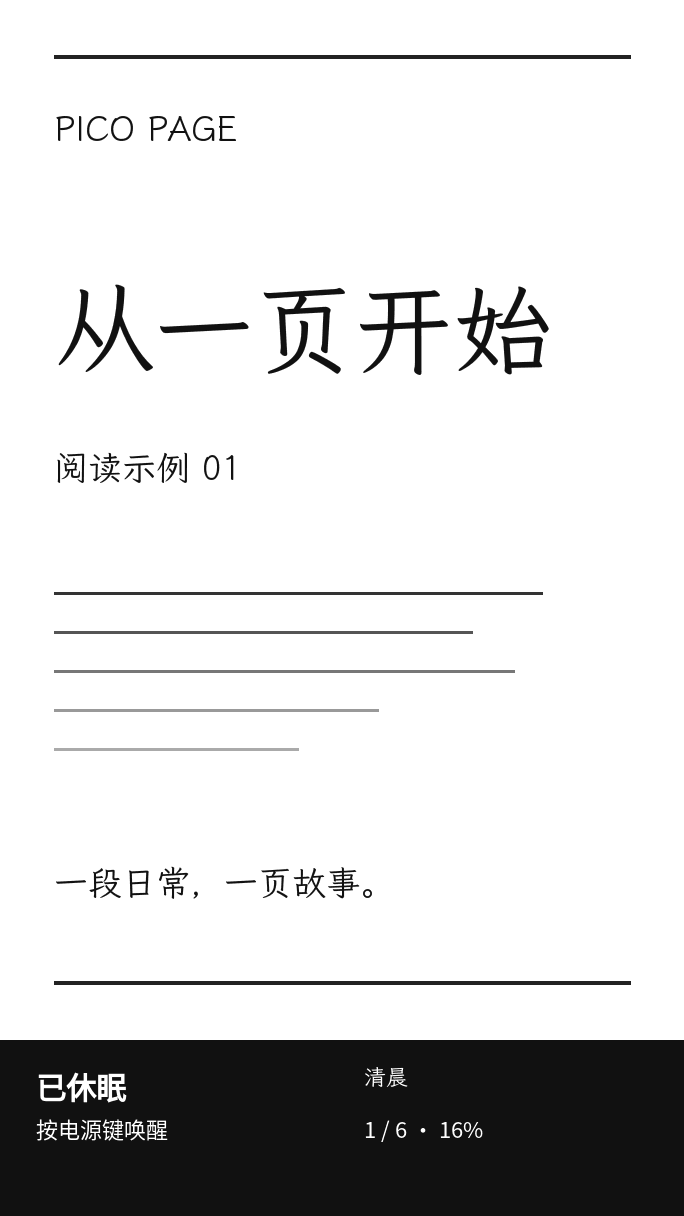 PICO PAGE
从一页开始
阅读示例 01
一段日常，一页故事。
已休眠
按电源键唤醒
清晨
1 / 6 · 16%